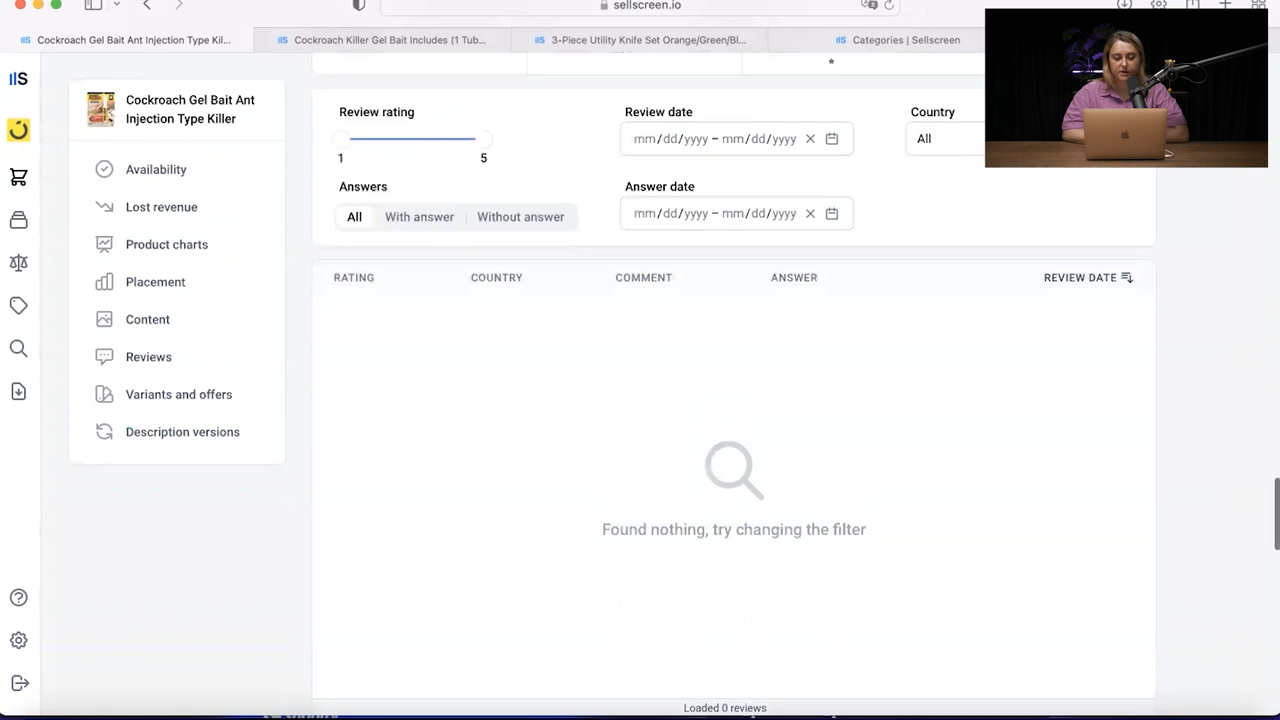 sellscreen.io
Cockroach Gel Bait Ant Injection Type Kil...
Cockroach Killer Gel Bait Includes (1 Tub...
3-Piece Utility Knife Set Orange/Green/Bl...
Categories | Sellscreen
Cockroach Gel Bait Ant
Injection Type Killer
Availability
Lost revenue
Product charts
Placement
Content
Reviews
Variants and offers
Description versions
Review rating
1
5
Review date
mm/dd/yyyy – mm/dd/yyyy
Country
All
Answers
All
With answer
Without answer
Answer date
mm/dd/yyyy – mm/dd/yyyy
RATING
COUNTRY
COMMENT
ANSWER
REVIEW DATE
Found nothing, try changing the filter
Loaded 0 reviews